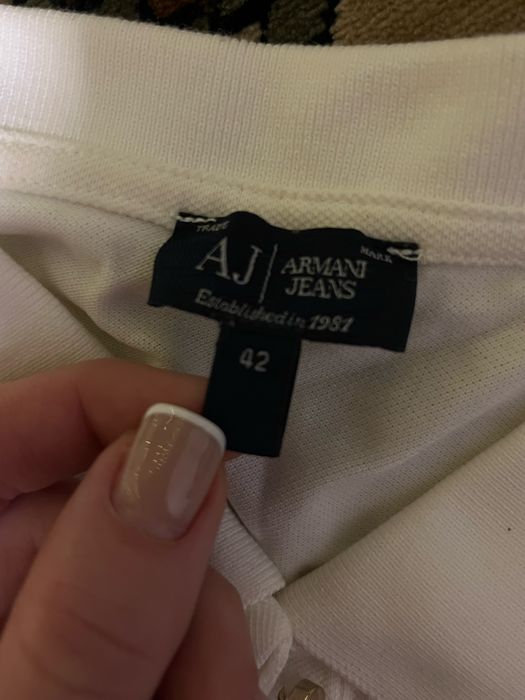 TRADE MARK
AJ ARMANI
JEANS
Established in 1981
42